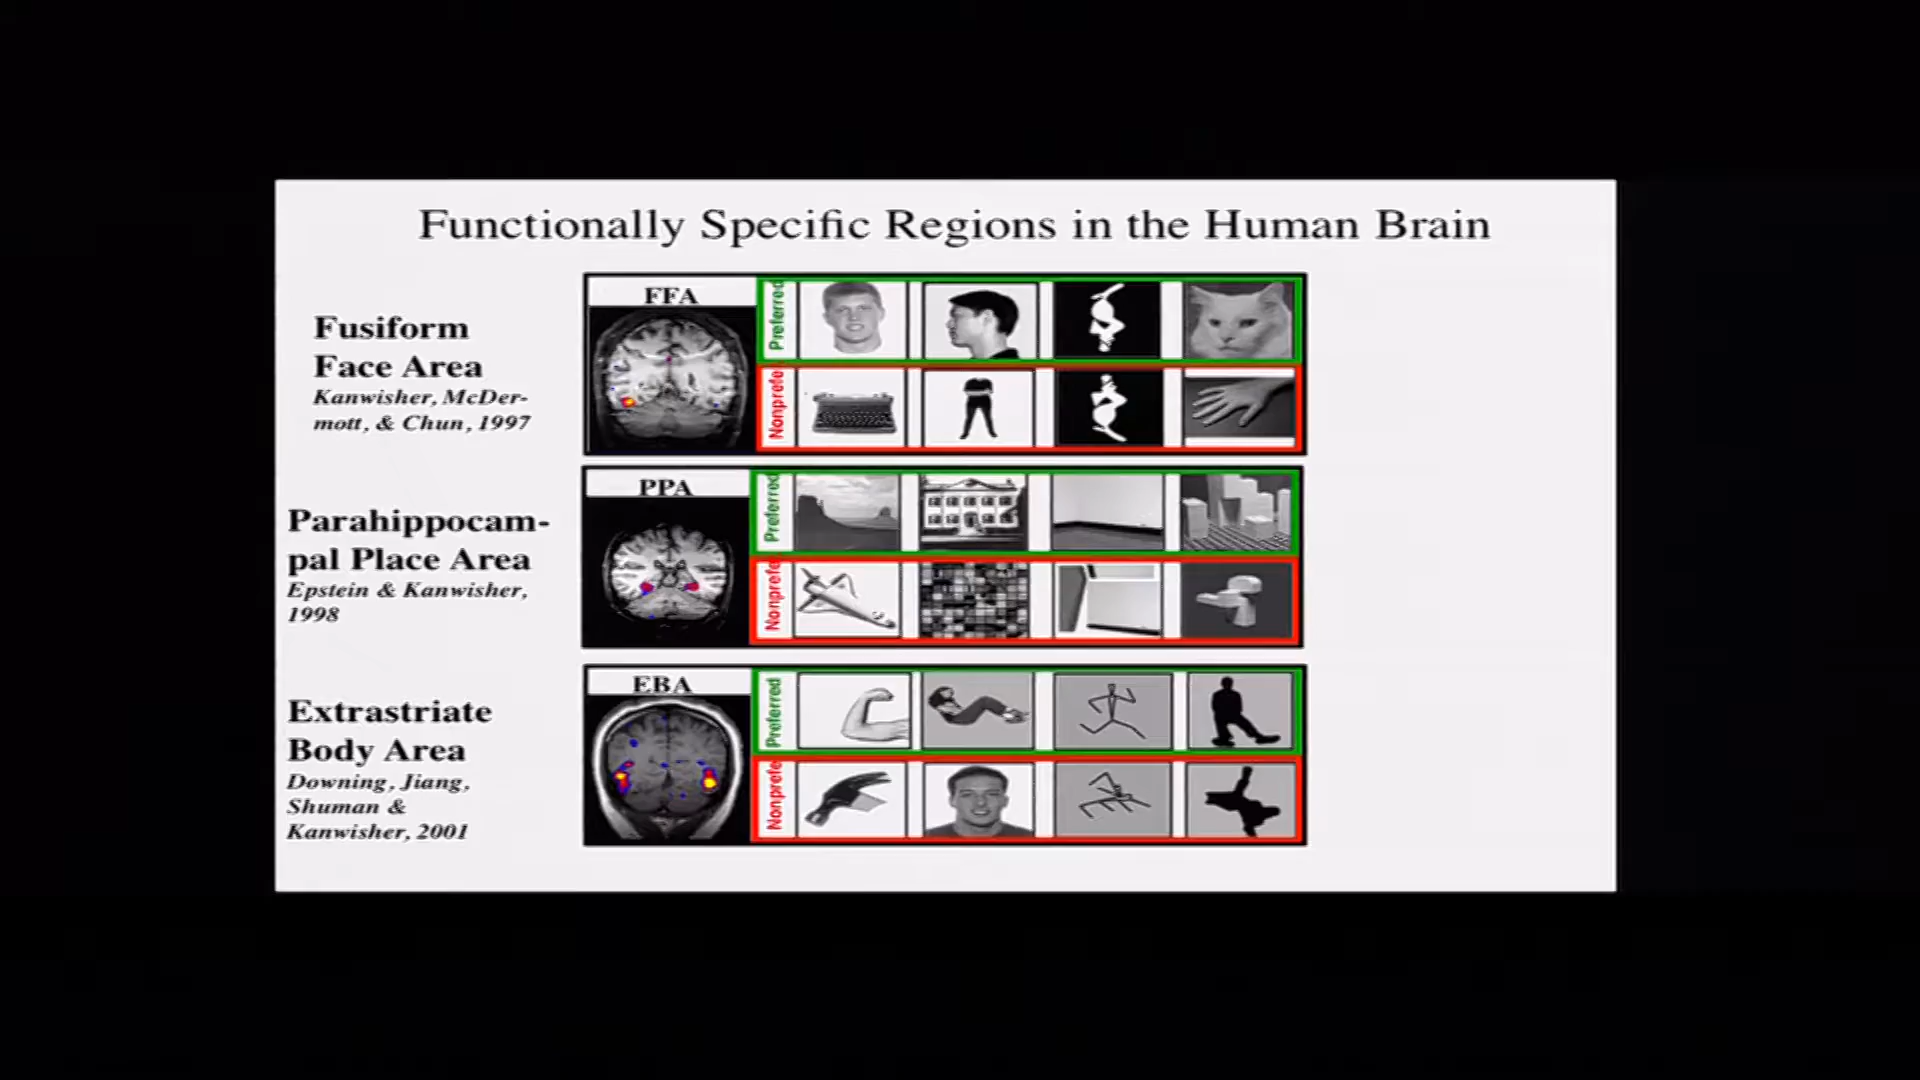 Functionally Specific Regions in the Human Brain
Fusiform
Face Area
Kanwisher, McDer-
mott, & Chun, 1997
FFA
Preferred
Nonprefe
Parahippocam-
pal Place Area
Epstein & Kanwisher,
1998
PPA
Preferred
Nonprefe
Extrastriate
Body Area
Downing, Jiang,
Shuman &
Kanwisher, 2001
EBA
Preferred
Nonprefe